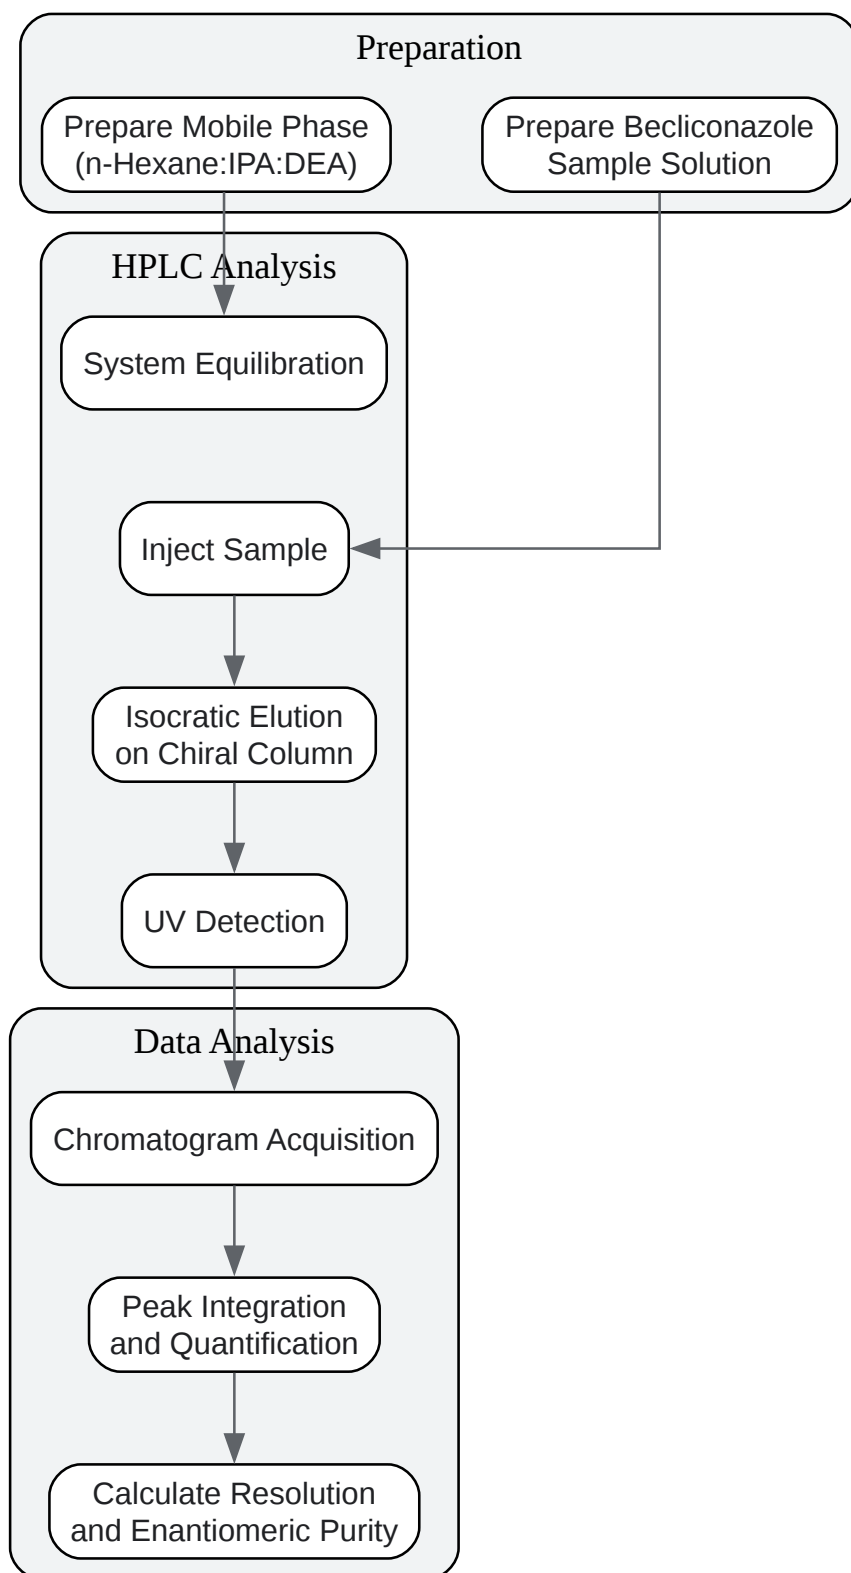 Preparation
Prepare Mobile Phase
(n-Hexane:IPA:DEA)
Prepare Becliconazole
Sample Solution
HPLC Analysis
System Equilibration
Inject Sample
Isocratic Elution
on Chiral Column
UV Detection
Data Analysis
Chromatogram Acquisition
Peak Integration
and Quantification
Calculate Resolution
and Enantiomeric Purity